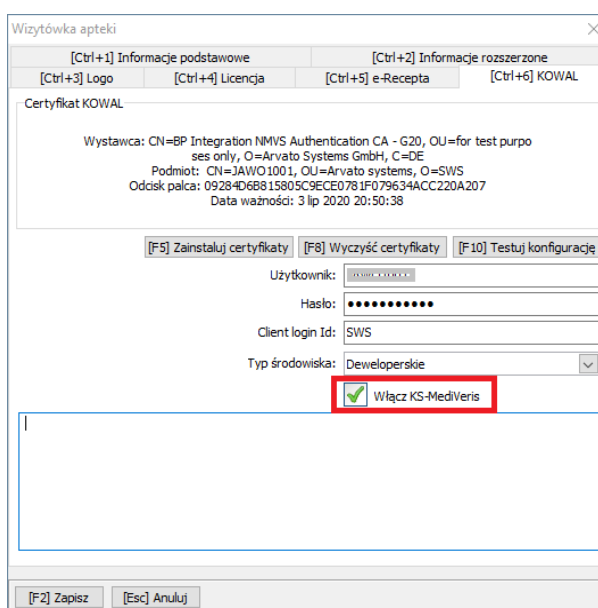 Wizytówka apteki
[Ctrl+1] Informacje podstawowe [Ctrl+2] Informacje rozszerzone
[Ctrl+3] Logo [Ctrl+4] Licencja [Ctrl+5] e-Recepta [Ctrl+6] KOWAL
Certyfikat KOWAL
Wystawca: CN=BP Integration NMVS Authentication CA - G20, OU=for test purpo
ses only, O=Arvato Systems GmbH, C=DE
Podmiot: CN=JAWO1001, OU=Arvato systems, O=SWS
Odcisk palca: 09284D6B815805C9ECE0781F079634ACC220A207
Data ważności: 3 lip 2020 20:50:38
[F5] Zainstaluj certyfikaty [F8] Wyczyść certyfikaty [F10] Testuj konfigurację
Użytkownik:
Hasło: ●●●●●●●●●●●
Client login Id: SWS
Typ środowiska: Deweloperskie
Włącz KS-MediVeris
[F2] Zapisz [Esc] Anuluj